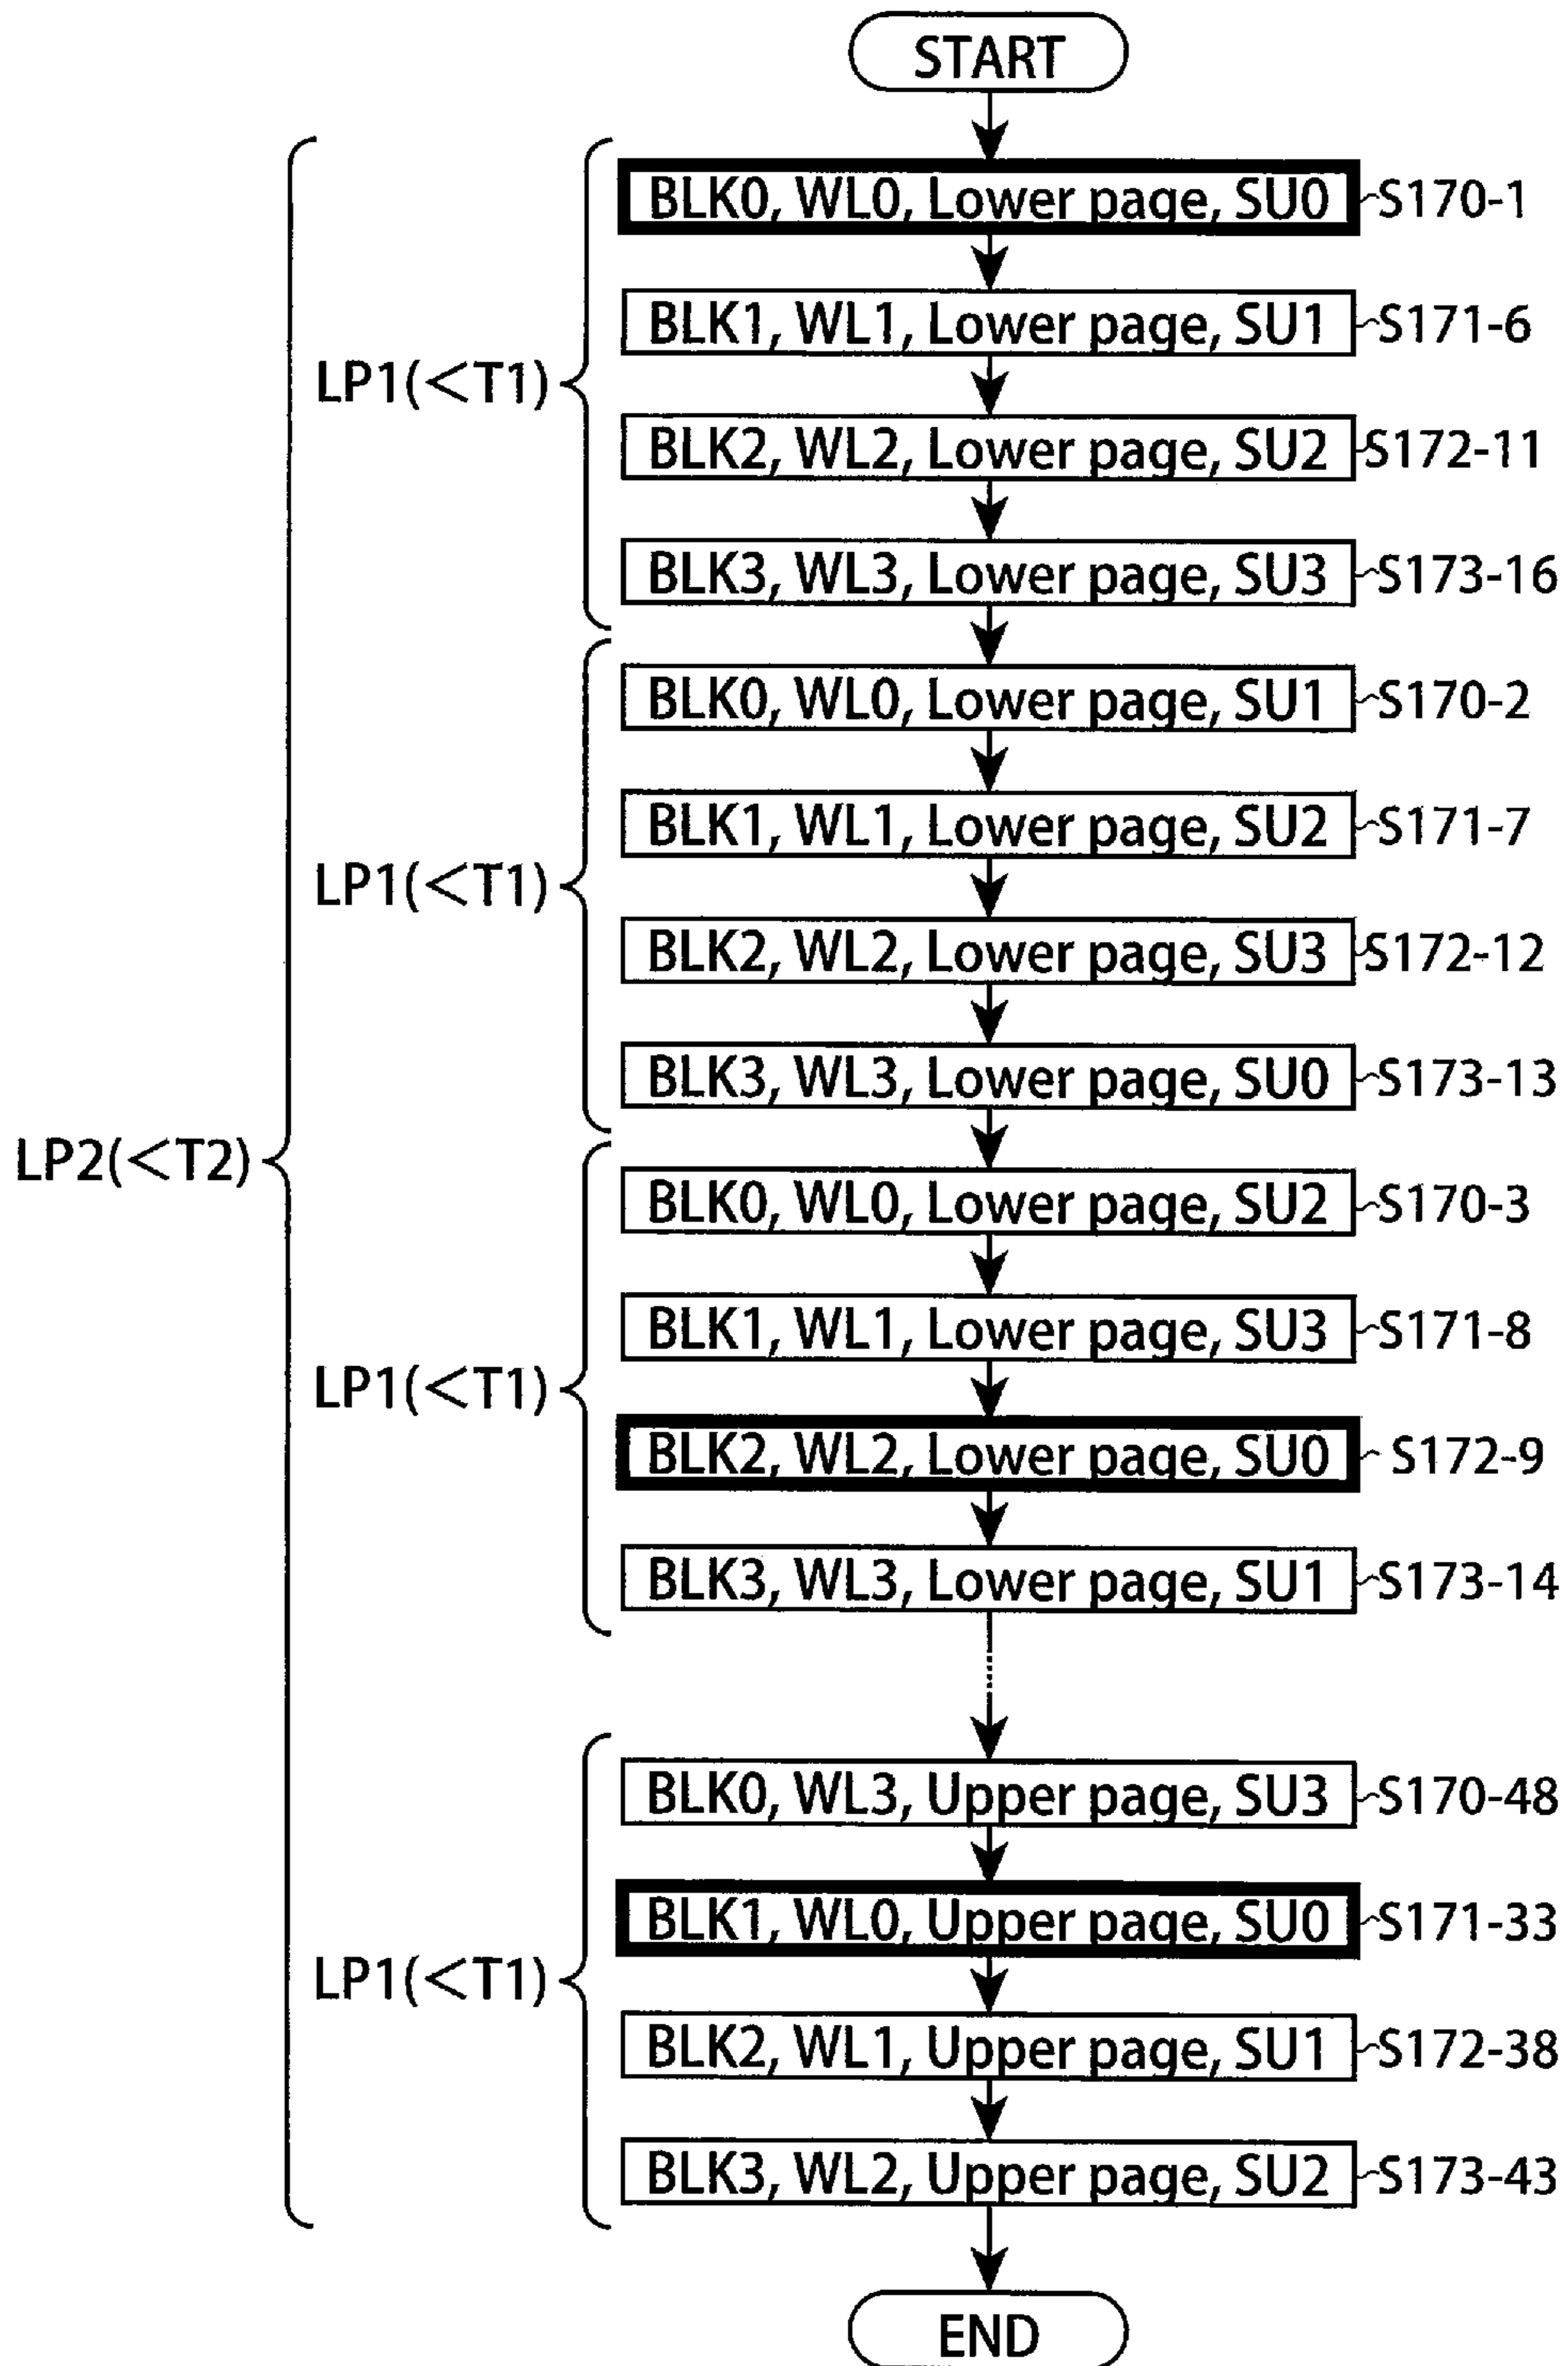 START
BLK0, WL0, Lower page, SU0 S170-1
BLK1, WL1, Lower page, SU1 S171-6
LP1(<T1)
BLK2, WL2, Lower page, SU2 S172-11
BLK3, WL3, Lower page, SU3 S173-16
BLK0, WL0, Lower page, SU1 S170-2
BLK1, WL1, Lower page, SU2 S171-7
LP1(<T1)
BLK2, WL2, Lower page, SU3 S172-12
BLK3, WL3, Lower page, SU0 S173-13
LP2(<T2)
BLK0, WL0, Lower page, SU2 S170-3
BLK1, WL1, Lower page, SU3 S171-8
LP1(<T1)
BLK2, WL2, Lower page, SU0 S172-9
BLK3, WL3, Lower page, SU1 S173-14
BLK0, WL3, Upper page, SU3 S170-48
BLK1, WL0, Upper page, SU0 S171-33
LP1(<T1)
BLK2, WL1, Upper page, SU1 S172-38
BLK3, WL2, Upper page, SU2 S173-43
END